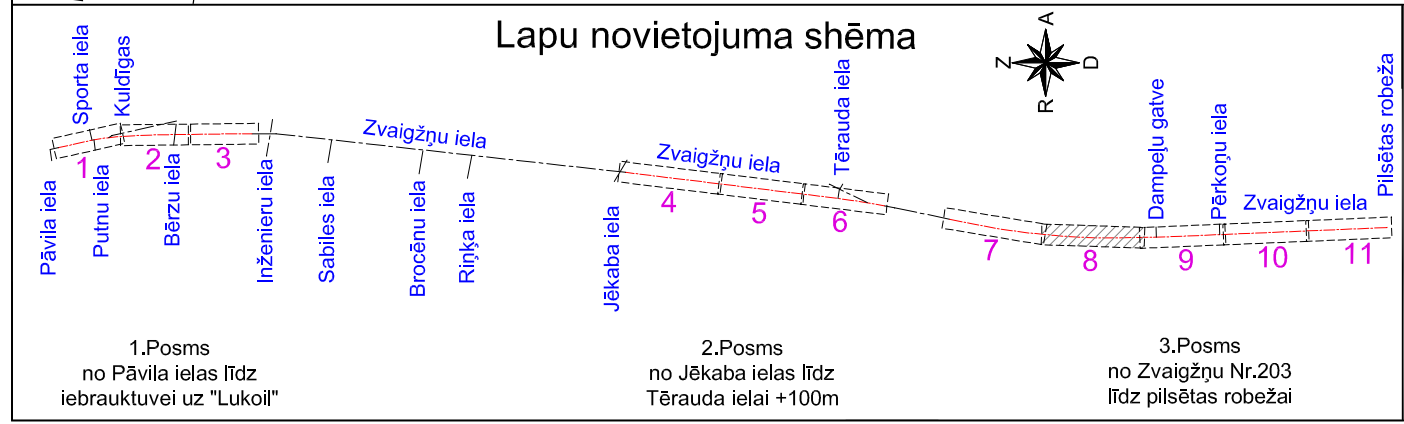 Lapu novietojuma shēma
A
Z
D
R
Sporta iela
Kuldīgas
Zvaigžņu iela
Zvaigžņu iela
Tērauda iela
Dampeļu gatve
Pērkoņu iela
Zvaigžņu iela
Pilsētas robeža
1
2
3
4
5
6
7
8
9
10
11
Pāvila iela
Putnu iela
Bērzu iela
Inženieru iela
Sabiles iela
Brocēnu iela
Riņķa iela
Jēkaba iela
1.Posms
no Pāvila ielas līdz
iebrauktuvei uz "Lukoil"
2.Posms
no Jēkaba ielas līdz
Tērauda ielai +100m
3.Posms
no Zvaigžņu Nr.203
līdz pilsētas robežai